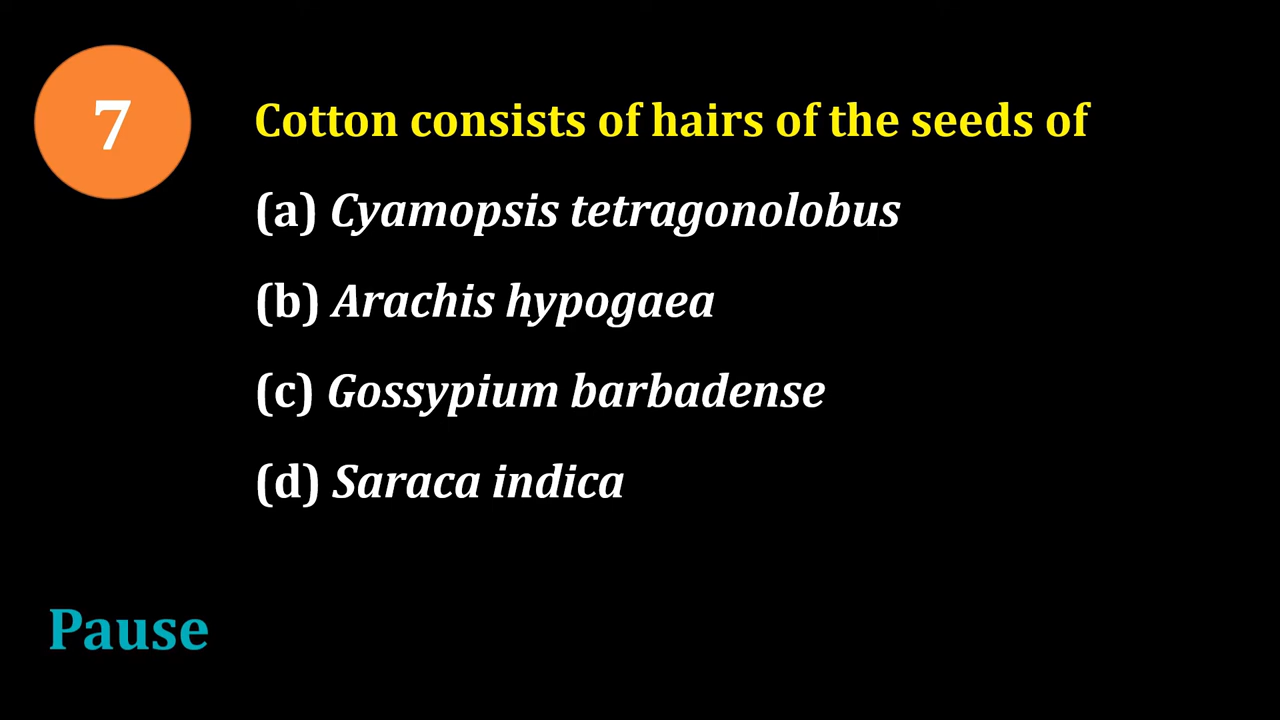 7
Cotton consists of hairs of the seeds of
(a) Cyamopsis tetragonolobus
(b) Arachis hypogaea
(c) Gossypium barbadense
(d) Saraca indica
Pause